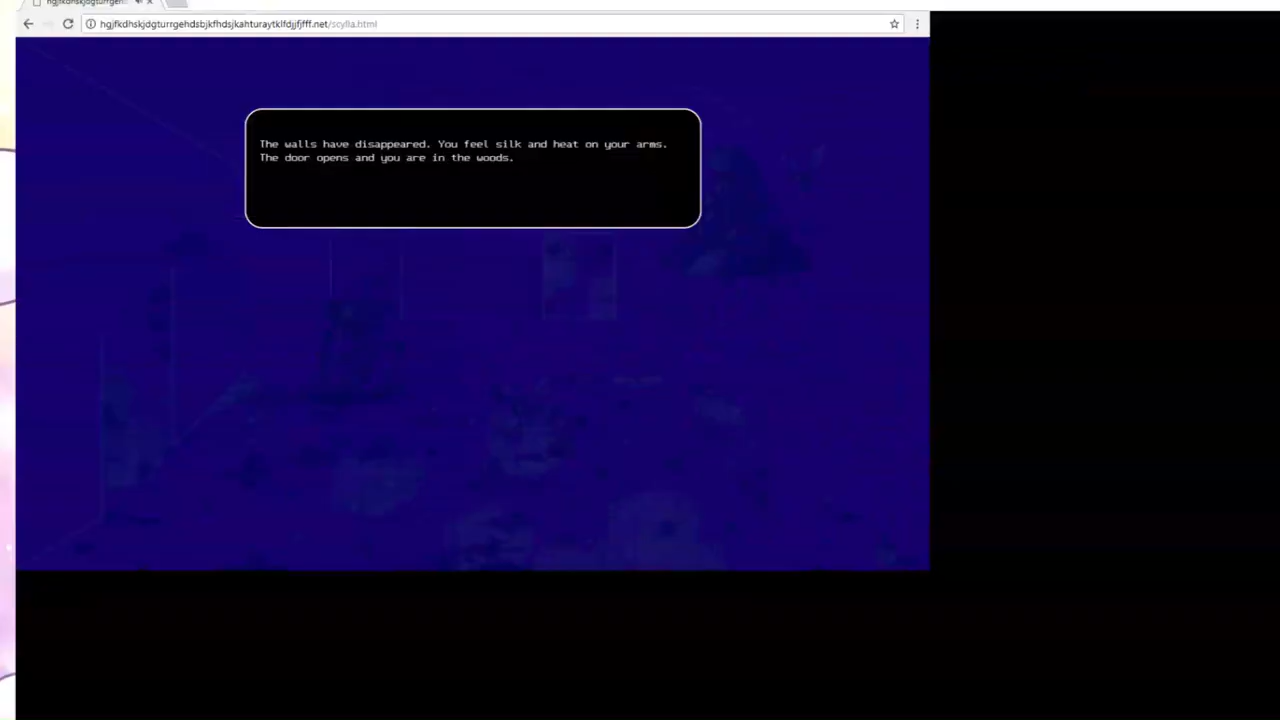 hgjfkdhskjdgturrgehdsbjkfhdsjkahturaytklfdjjfjfff.net/scylla.html
The walls have disappeared. You feel silk and heat on your arms.
The door opens and you are in the woods.